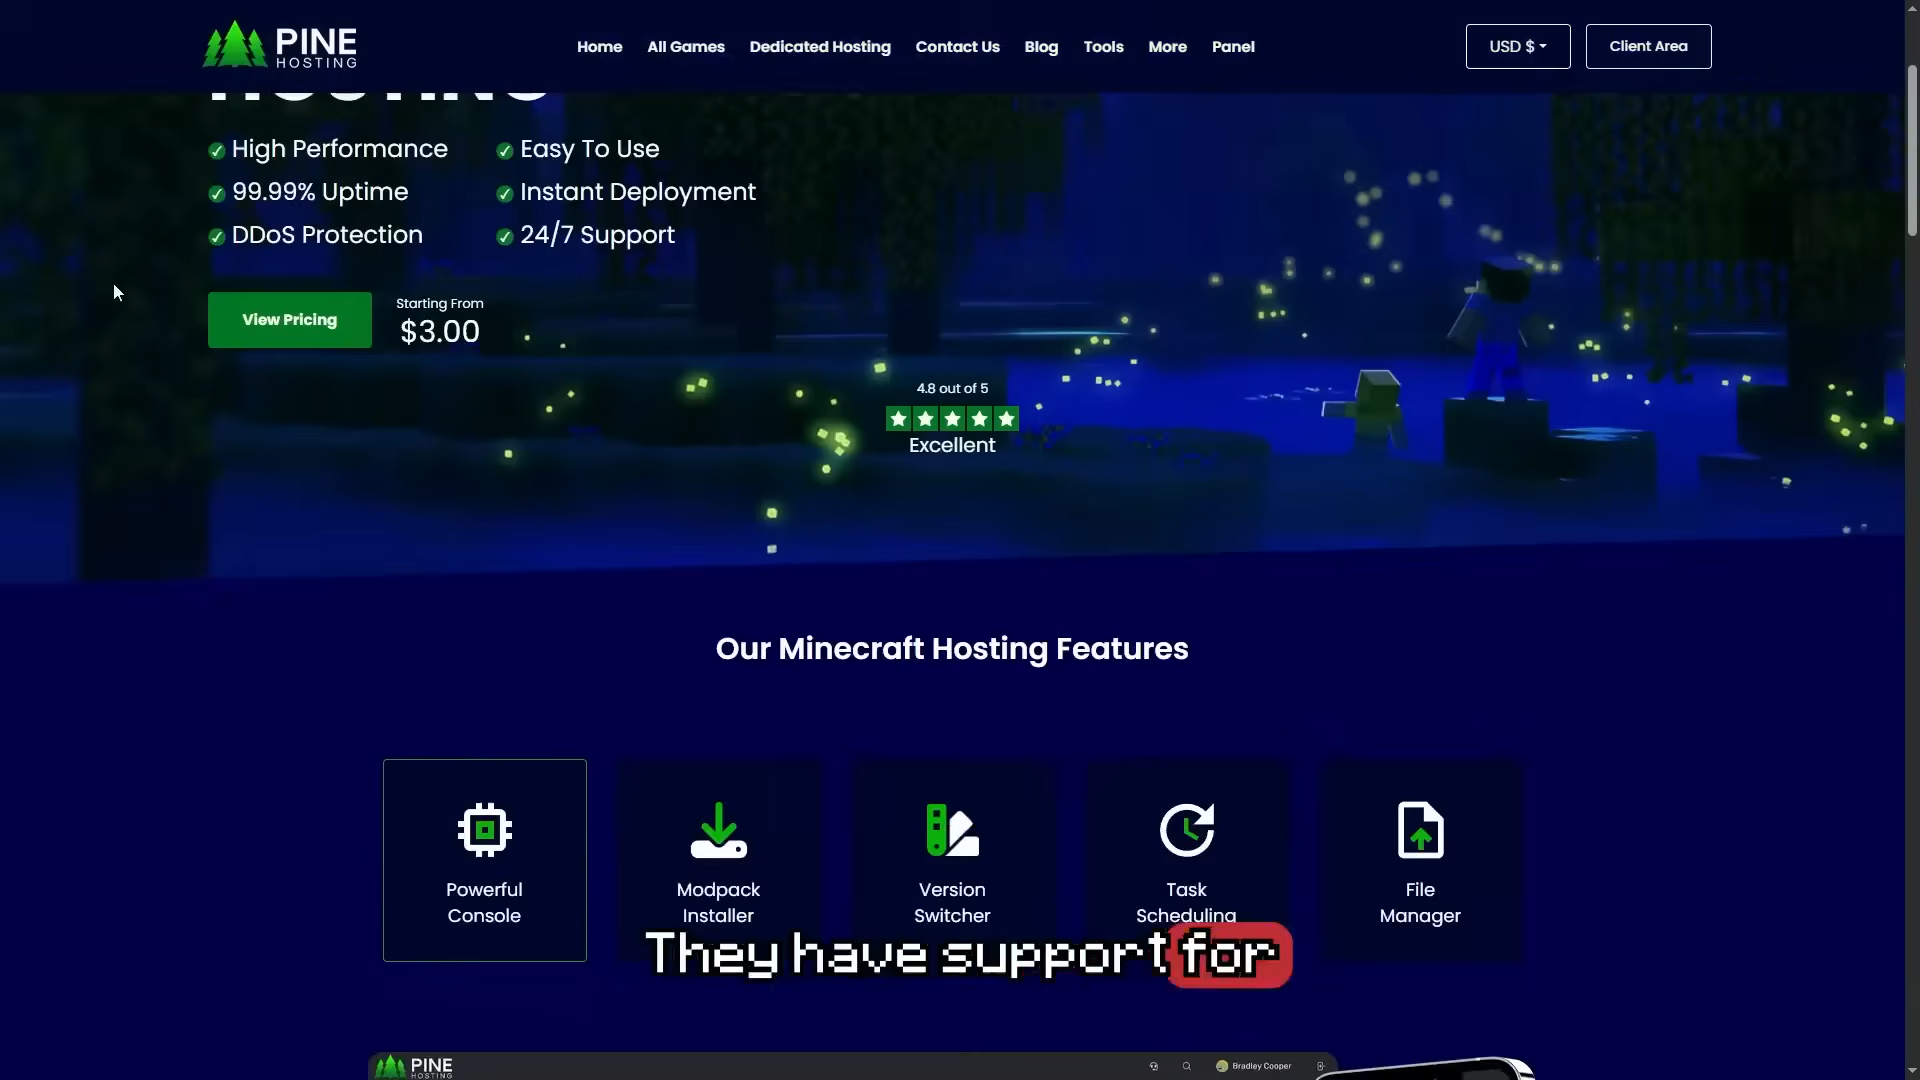 PINE
HOSTING
Home
All Games
Dedicated Hosting
Contact Us
Blog
Tools
More
Panel
USD $
Client Area
HOSTING
High Performance
Easy To Use
99.99% Uptime
Instant Deployment
DDoS Protection
24/7 Support
View Pricing
Starting From
$3.00
4.8 out of 5
Excellent
Our Minecraft Hosting Features
Powerful
Console
Modpack
Installer
Version
Switcher
Task
Scheduling
File
Manager
They have support for
PINE
HOSTING
Bradley Cooper